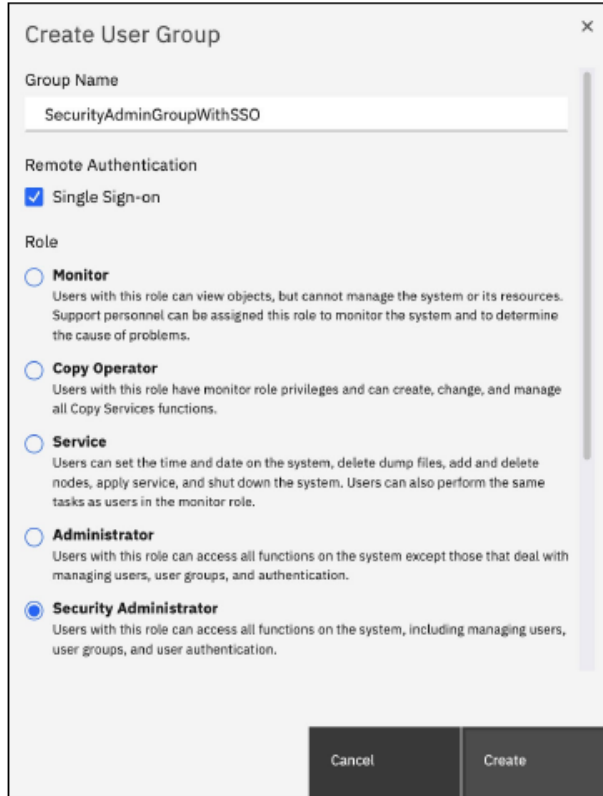 Create User Group
Group Name
SecurityAdminGroupWithSSO
Remote Authentication
Single Sign-on
Role
Monitor
Users with this role can view objects, but cannot manage the system or its resources.
Support personnel can be assigned this role to monitor the system and to determine
the cause of problems.
Copy Operator
Users with this role have monitor role privileges and can create, change, and manage
all Copy Services functions.
Service
Users can set the time and date on the system, delete dump files, add and delete
nodes, apply service, and shut down the system. Users can also perform the same
tasks as users in the monitor role.
Administrator
Users with this role can access all functions on the system except those that deal with
managing users, user groups, and authentication.
Security Administrator
Users with this role can access all functions on the system, including managing users,
user groups, and user authentication.
Cancel
Create